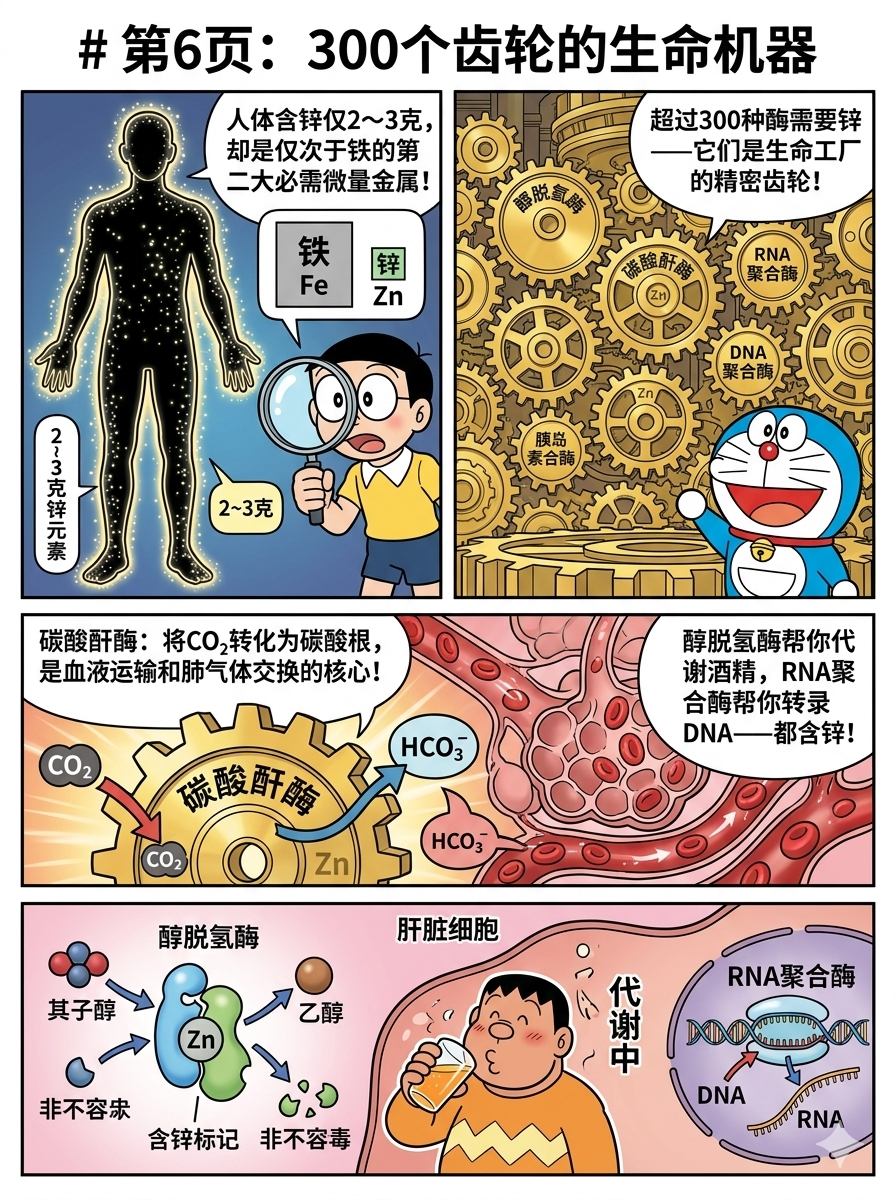 # 第6页：300个齿轮的生命机器
人体含锌仅2～3克，
却是仅次于铁的第
二大必需微量金属！
铁
Fe
锌
Zn
2~3克锌元素
2~3克
超过300种酶需要锌
——它们是生命工厂
的精密齿轮！
醇脱氢酶
碳酸酐酶
Zn
RNA
聚合酶
DNA
聚合酶
Zn
胰岛
素合酶
碳酸酐酶：将CO₂转化为碳酸根，
是血液运输和肺气体交换的核心！
CO₂
CO₂
碳酸酐酶
Zn
HCO₃⁻
HCO₃⁻
醇脱氢酶帮你代
谢酒精，RNA聚
合酶帮你转录
DNA——都含锌！
醇脱氢酶
其子醇
非不容
Zn
含锌标记
乙醇
非不容毒
肝脏细胞
代谢中
RNA聚合酶
DNA
RNA